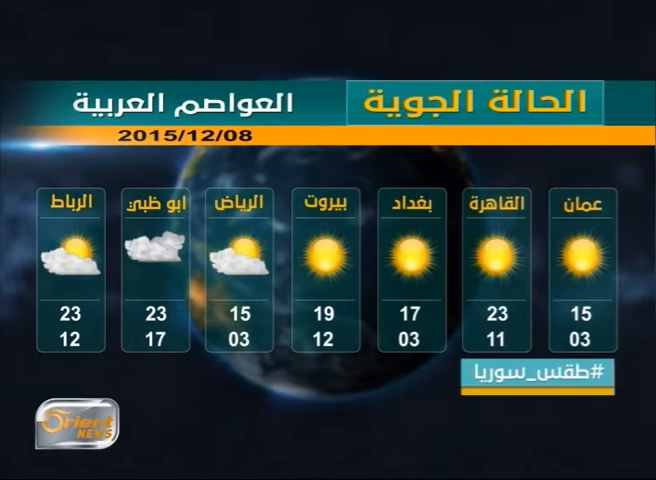 الحالة الجوية
العواصم العربية
2015/12/08
عمان
15
03
القاهرة
23
11
بغداد
17
03
بيروت
19
12
الرياض
15
03
ابو ظبي
23
17
الرباط
23
12
#طقس_سوريا
Orient
NEWS